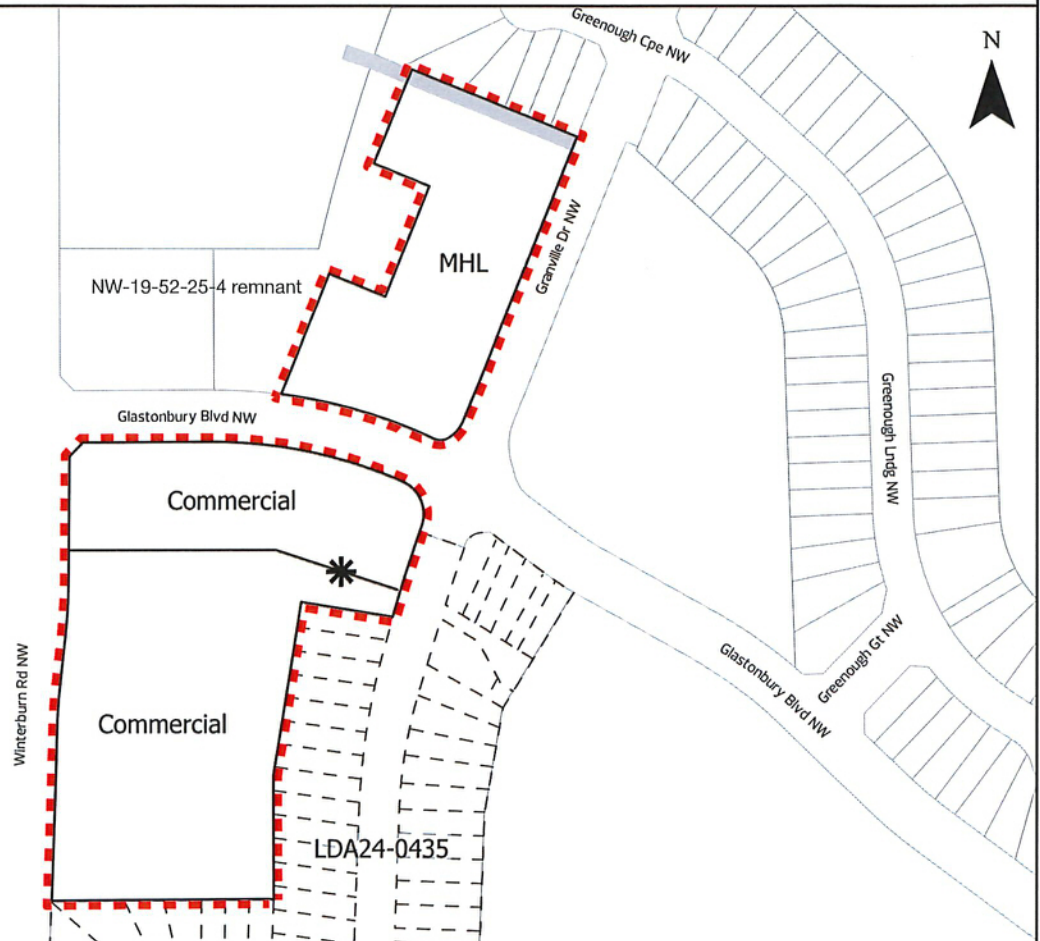 Greenough Cpe NW
N
Granville Dr NW
MHL
NW-19-52-25-4 remnant
Glastonbury Blvd NW
Greenough Lndg NW
Commercial
Winterburn Rd NW
Greenough Gt NW
Glastonbury Blvd NW
Commercial
LDA24-0435